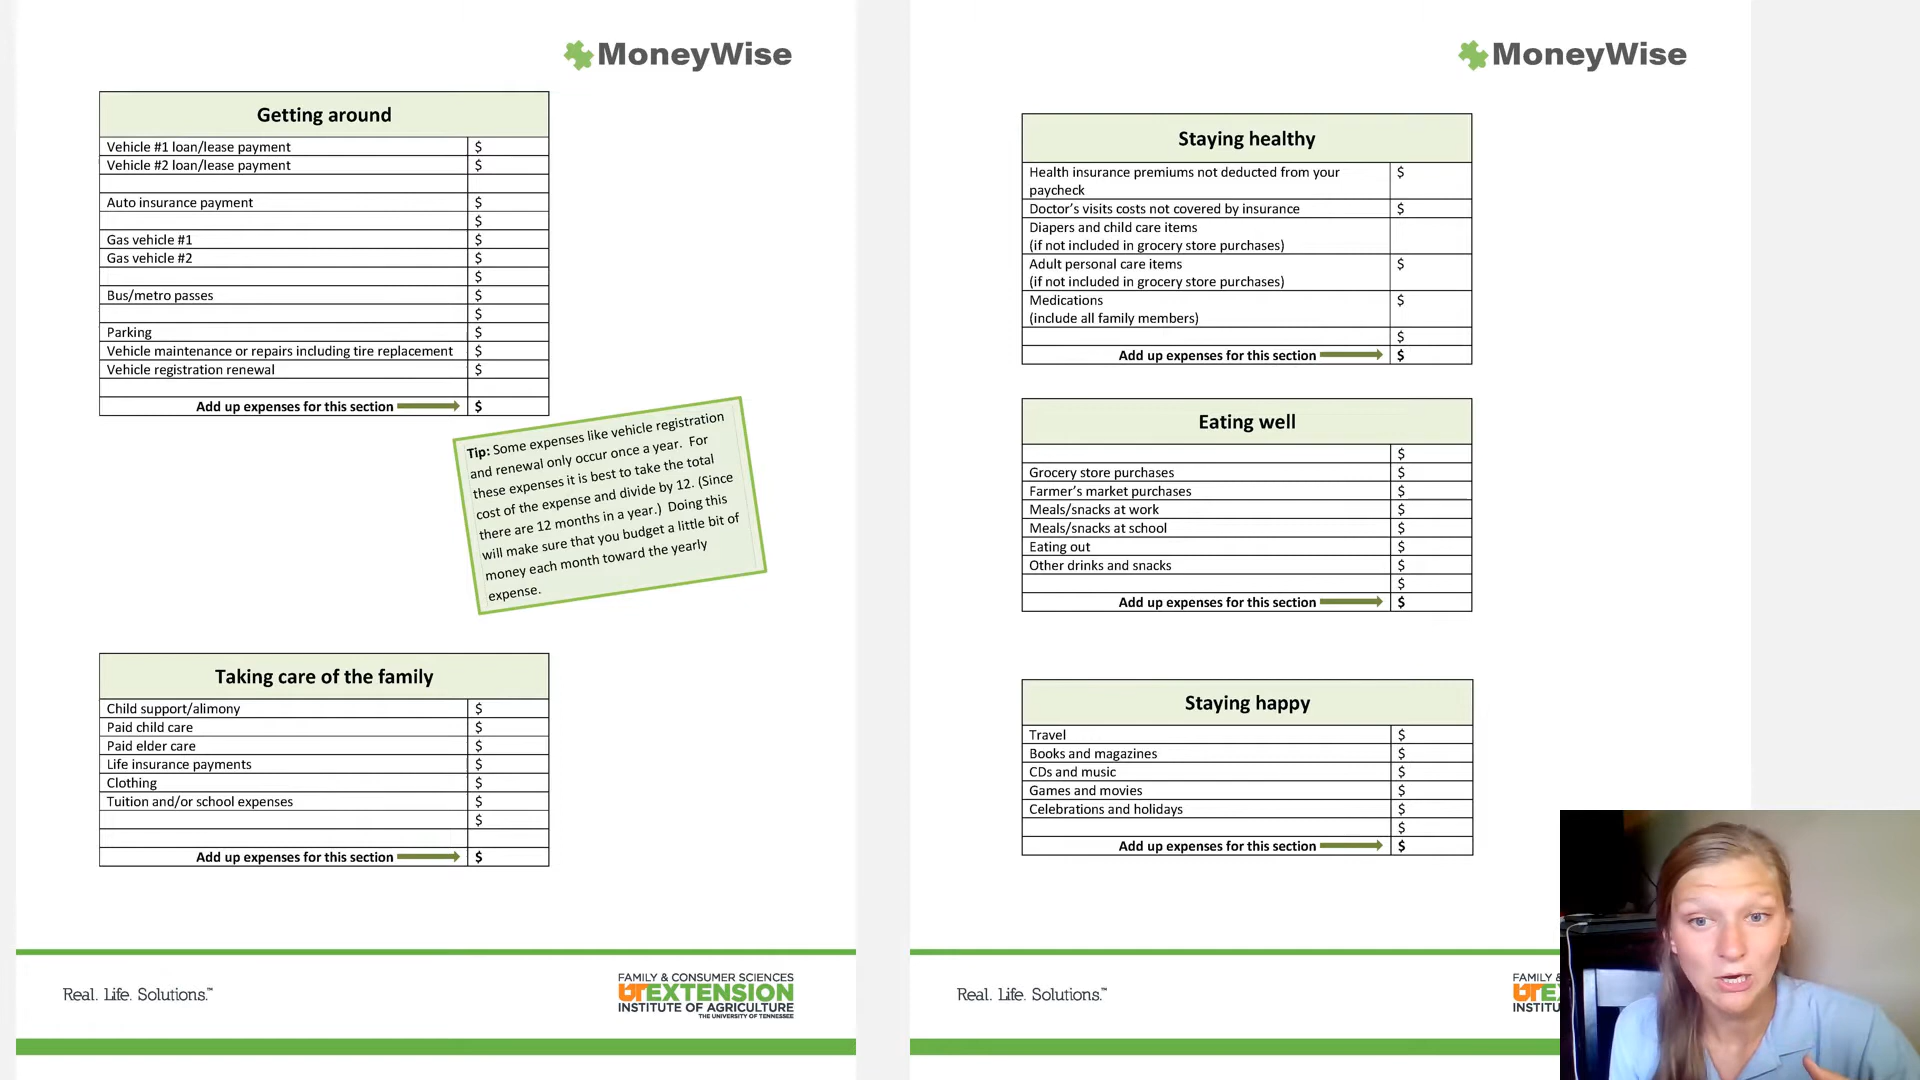 MoneyWise
Getting around
Vehicle #1 loan/lease payment $
Vehicle #2 loan/lease payment $
Auto insurance payment $
$
Gas vehicle #1 $
Gas vehicle #2 $
$
Bus/metro passes $
$
Parking $
Vehicle maintenance or repairs including tire replacement $
Vehicle registration renewal $
Add up expenses for this section $
Tip: Some expenses like vehicle registration
and renewal only occur once a year. For
these expenses it is best to take the total
cost of the expense and divide by 12. (Since
there are 12 months in a year.) Doing this
will make sure that you budget a little bit of
money each month toward the yearly
expense.
Taking care of the family
Child support/alimony $
Paid child care $
Paid elder care $
Life insurance payments $
Clothing $
Tuition and/or school expenses $
$
Add up expenses for this section $
Real. Life. Solutions.™
FAMILY & CONSUMER SCIENCES
UT EXTENSION
INSTITUTE OF AGRICULTURE
THE UNIVERSITY OF TENNESSEE
MoneyWise
Staying healthy
Health insurance premiums not deducted from your $
paycheck
Doctor's visits costs not covered by insurance $
Diapers and child care items
(if not included in grocery store purchases)
Adult personal care items $
(if not included in grocery store purchases)
Medications $
(include all family members)
$
Add up expenses for this section $
Eating well
$
Grocery store purchases $
Farmer's market purchases $
Meals/snacks at work $
Meals/snacks at school $
Eating out $
Other drinks and snacks $
$
Add up expenses for this section $
Staying happy
Travel $
Books and magazines $
CDs and music $
Games and movies $
Celebrations and holidays $
$
Add up expenses for this section $
Real. Life. Solutions.™
FAMILY &
UT EX
INSTITU